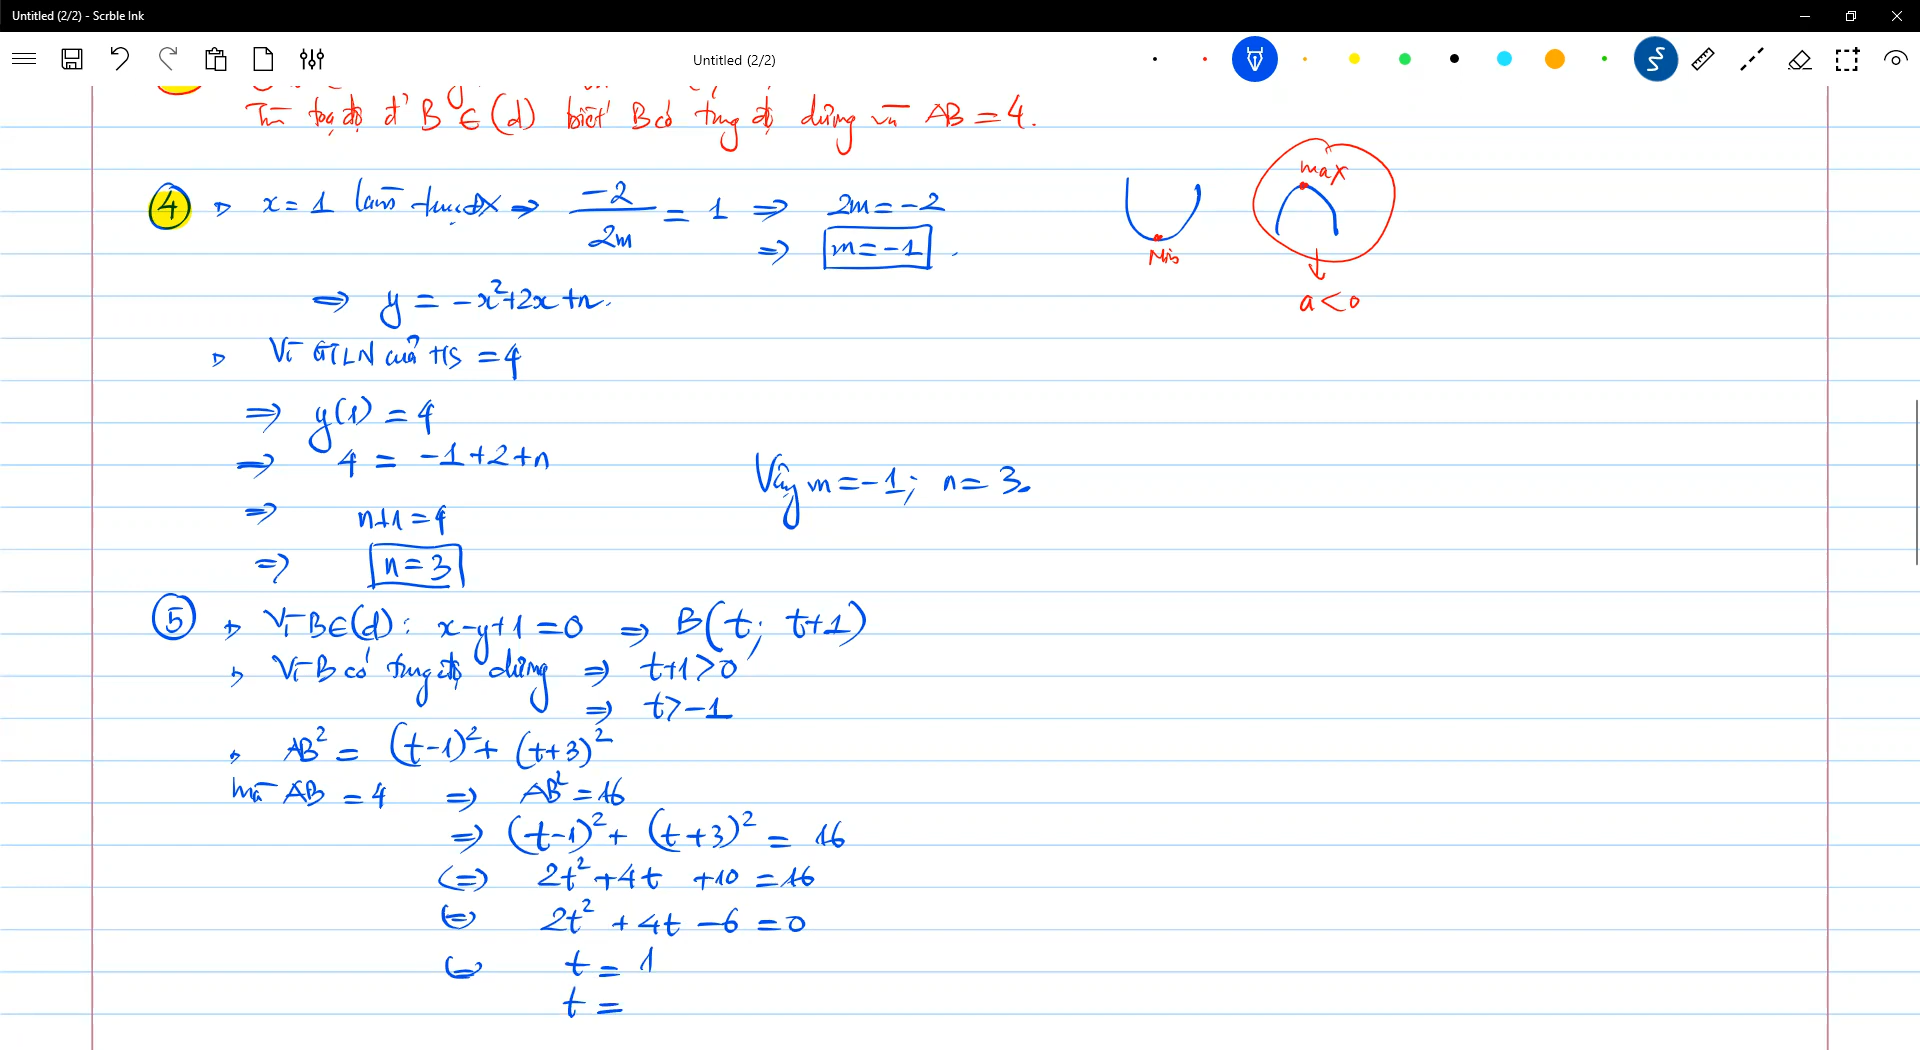 Untitled (2/2) - Scrble Ink
Untitled (2/2)
Tìm toạ độ đ' B ∈ (d) biết B có tung độ dương và AB = 4.
4 x = 1 làm trục ĐX ⇒ -2/2m = 1 ⇒ 2m = -2
⇒ m = -1.
Min
max
a < 0
⇒ y = -x² + 2x + n.
Vì GTLN của HS = 4
⇒ y(1) = 4
⇒ 4 = -1 + 2 + n
⇒ n + 1 = 4
⇒ n = 3
Vậy m = -1; n = 3.
5 Vì B ∈ (d): x - y + 1 = 0 ⇒ B(t; t+1)
Vì B có tung độ dương ⇒ t + 1 > 0
⇒ t > -1
AB² = (t-1)² + (t+3)²
mà AB = 4 ⇒ AB² = 16
⇒ (t-1)² + (t+3)² = 16
⇔ 2t² + 4t + 10 = 16
⇔ 2t² + 4t - 6 = 0
⇔ t = 1
t =